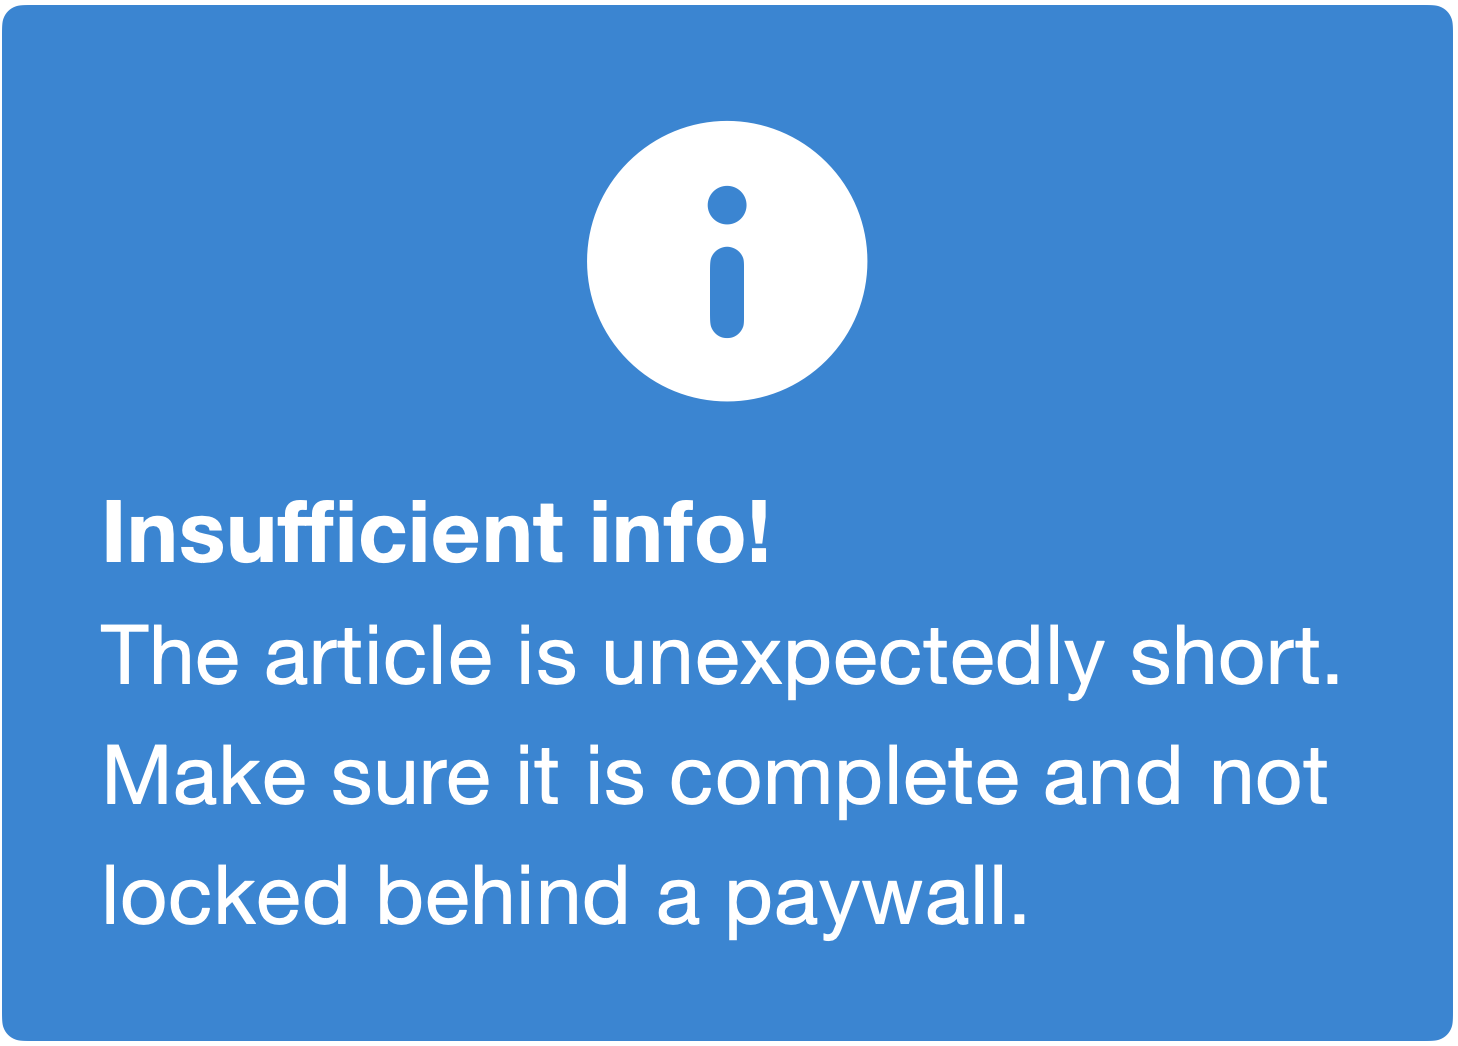 Insufficient info!
The article is unexpectedly short.
Make sure it is complete and not
locked behind a paywall.